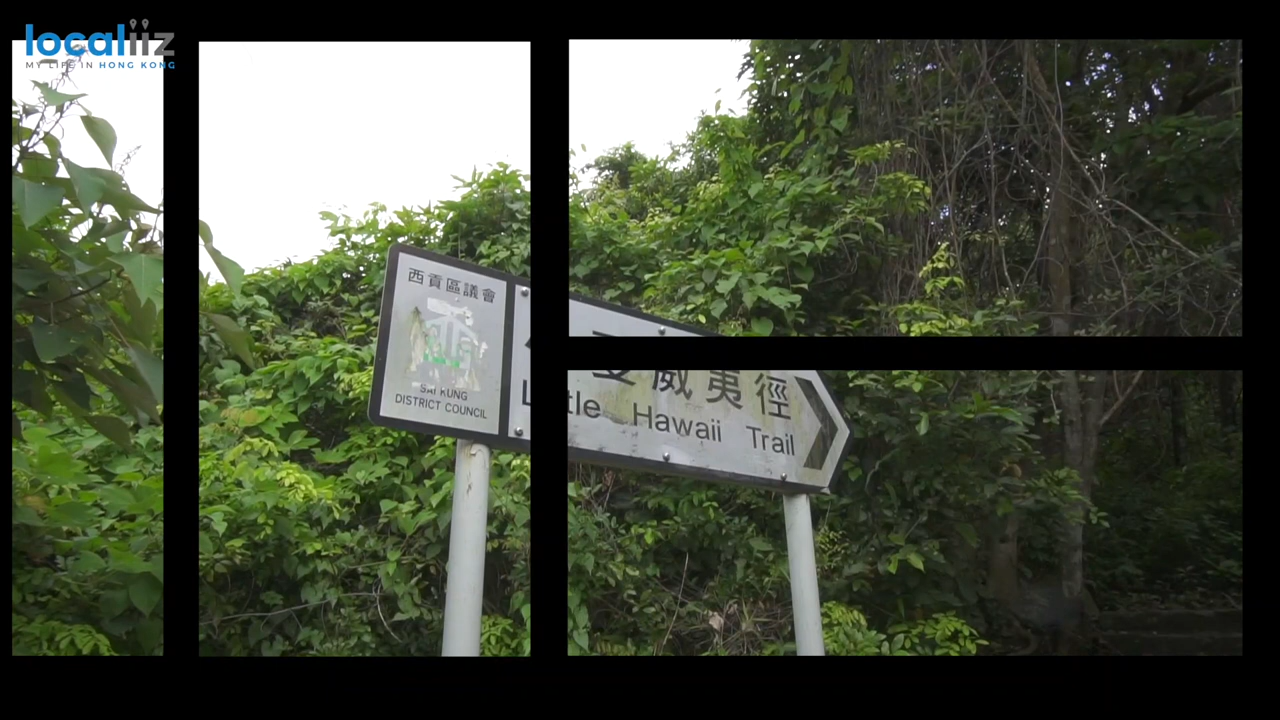 localiiz
MY LIFE IN HONG KONG
西貢區議會
SAI KUNG
DISTRICT COUNCIL
威夷徑
Little Hawaii Trail